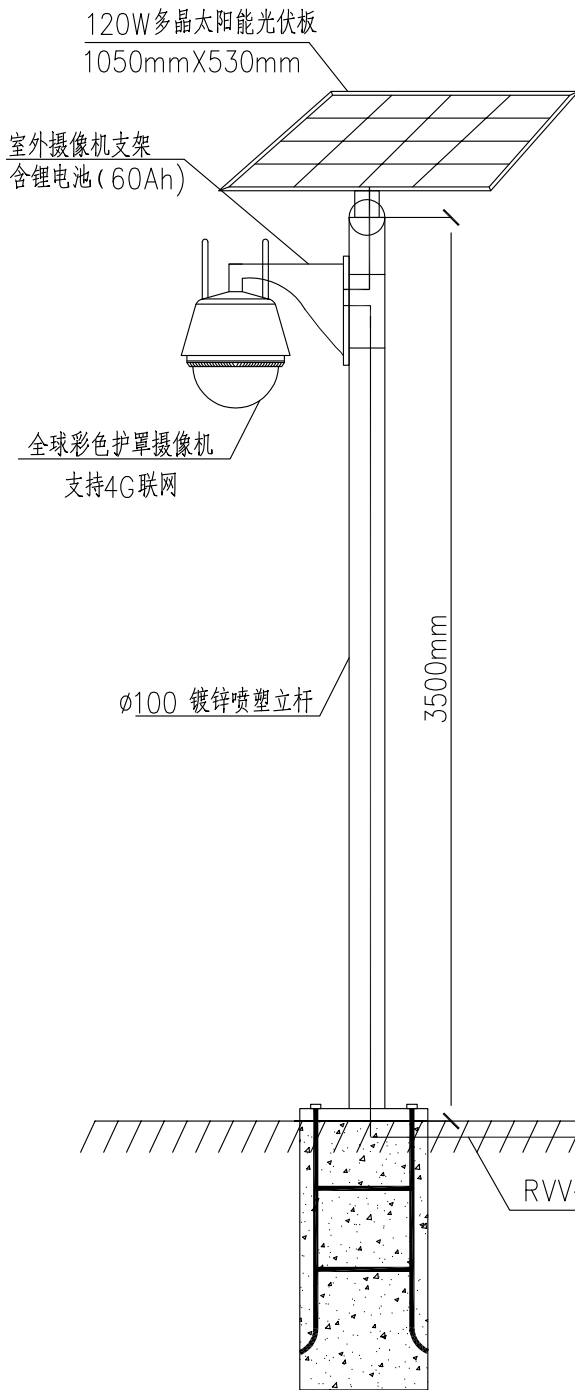 120W多晶太阳能光伏板
1050mmX530mm
室外摄像机支架
含锂电池(60Ah)
全球彩色护罩摄像机
支持4G联网
Ø100 镀锌喷塑立杆
3500mm
RVV